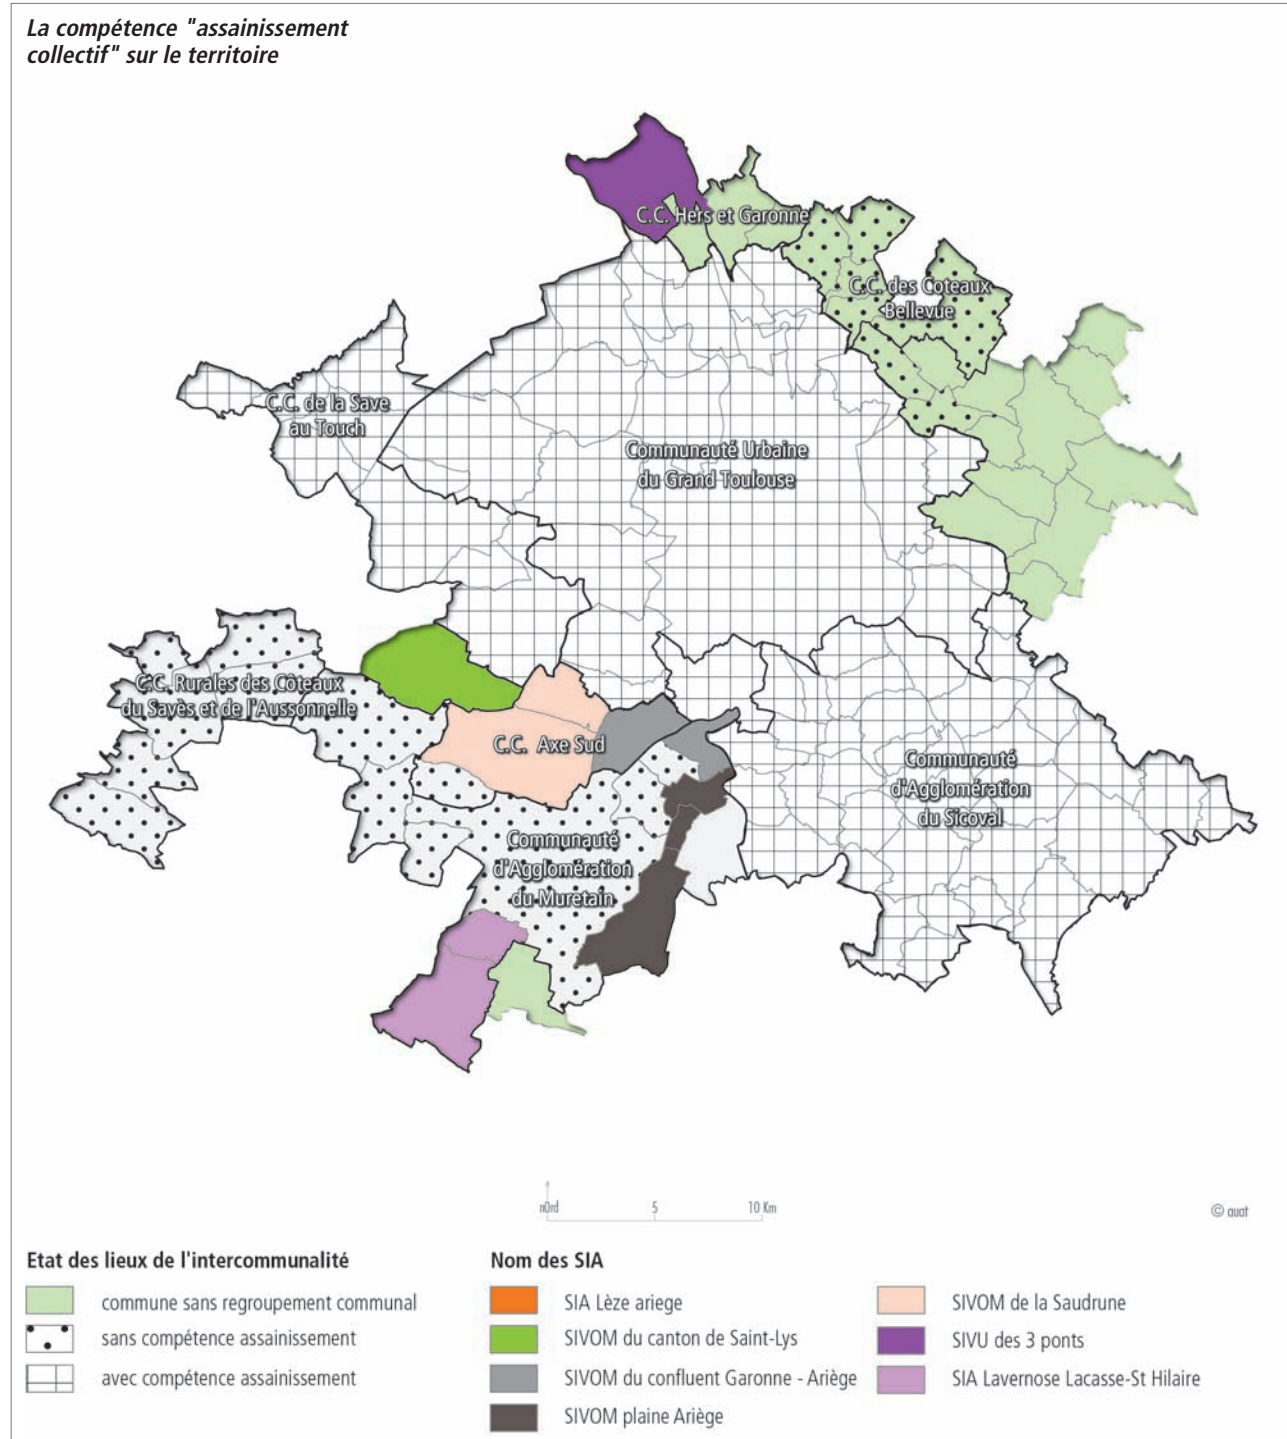 La compétence "assainissement
collectif" sur le territoire
C.C. Hers et Garonne
C.C. des Coteaux
Bellevue
C.C. de la Save
au Touch
Communauté Urbaine
du Grand Toulouse
C.C. Rurales des Côteaux
du Savès et de l'Aussonnelle
C.C. Axe Sud
Communauté
d'Agglomération
du Sicoval
Communauté
d'Agglomération
du Muretain
n0rd 5 10 Km
© auat
Etat des lieux de l'intercommunalité
commune sans regroupement communal
sans compétence assainissement
avec compétence assainissement
Nom des SIA
SIA Lèze ariege
SIVOM du canton de Saint-Lys
SIVOM du confluent Garonne - Ariège
SIVOM plaine Ariège
SIVOM de la Saudrune
SIVU des 3 ponts
SIA Lavernose Lacasse-St Hilaire